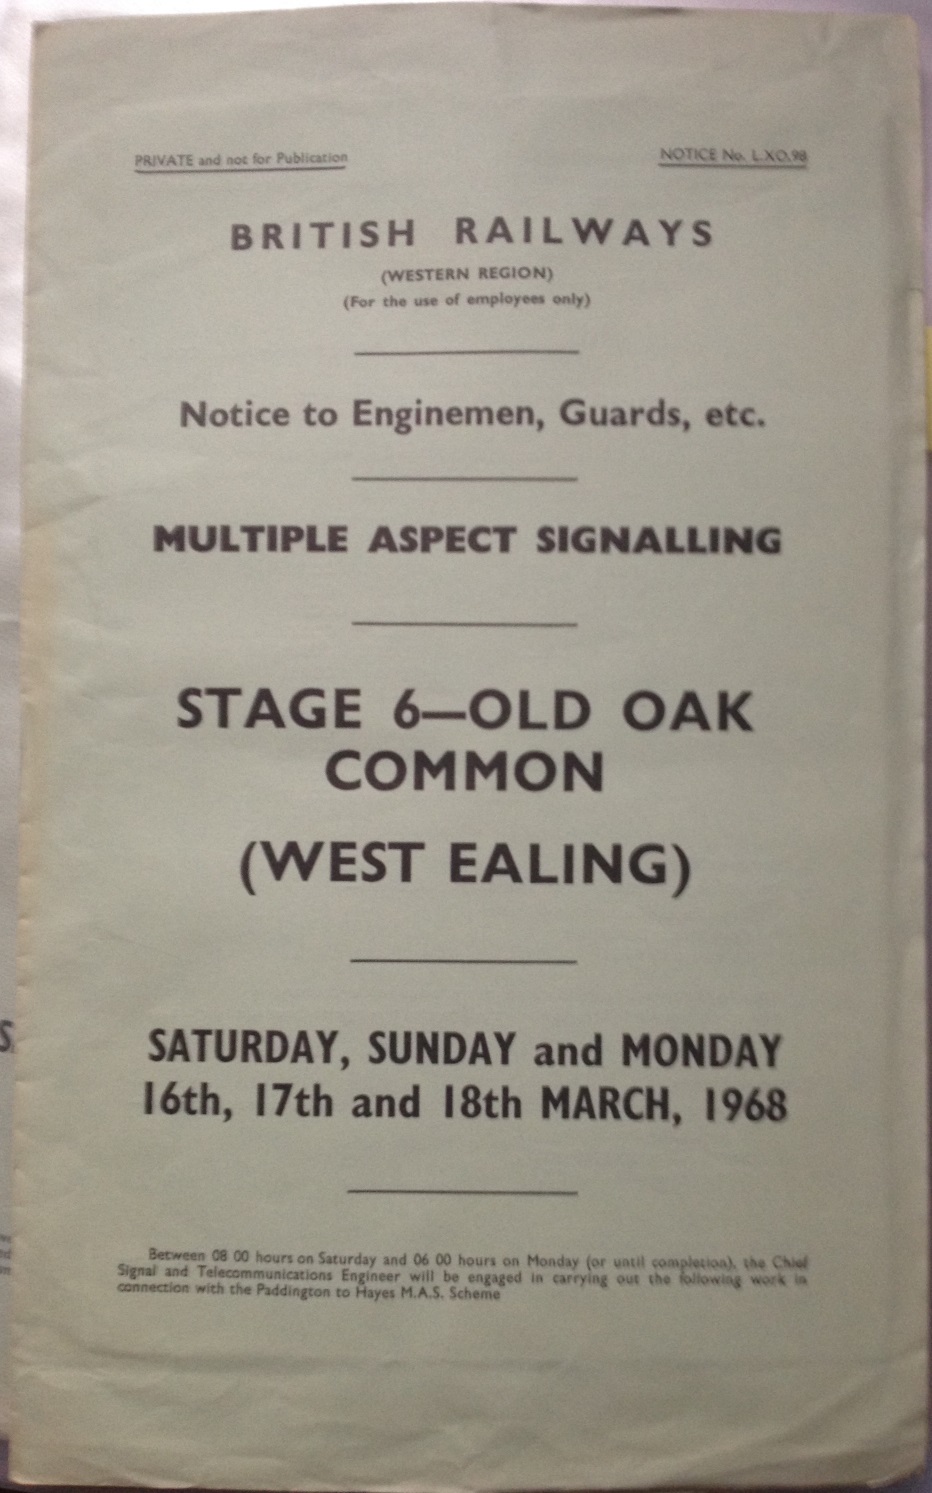 PRIVATE and not for Publication
NOTICE No. L.XO.98
BRITISH RAILWAYS
(WESTERN REGION)
(For the use of employees only)
Notice to Enginemen, Guards, etc.
MULTIPLE ASPECT SIGNALLING
STAGE 6—OLD OAK
COMMON
(WEST EALING)
SATURDAY, SUNDAY and MONDAY
16th, 17th and 18th MARCH, 1968
Between 08 00 hours on Saturday and 06 00 hours on Monday (or until completion), the Chief
Signal and Telecommunications Engineer will be engaged in carrying out the following work in
connection with the Paddington to Hayes M.A.S. Scheme